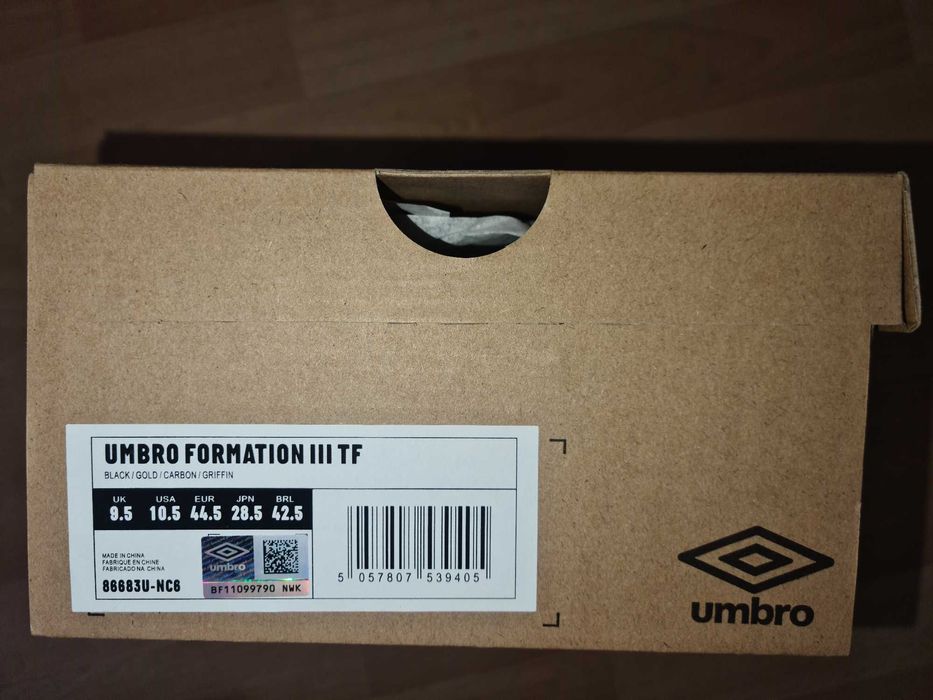 UMBRO FORMATION III TF
BLACK / GOLD / CARBON / GRIFFIN
UK USA EUR JPN BRL
9.5 10.5 44.5 28.5 42.5
MADE IN CHINA
FABRIQUE EN CHINE
FABRICADO NA CHINA
86683U-NC6
umbro
BF11099790 NWK
5 057807 539405
umbro